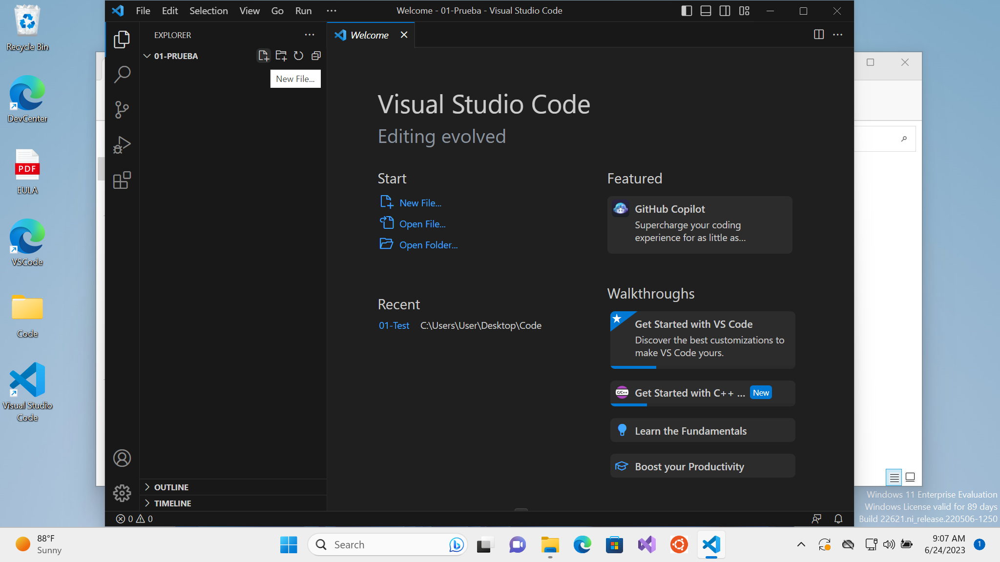 Recycle Bin
DevCenter
PDF
EULA
VSCode
Code
Visual Studio
Code
File Edit Selection View Go Run ···
Welcome - 01-Prueba - Visual Studio Code
EXPLORER
01-PRUEBA
New File...
OUTLINE
TIMELINE
0 0
Welcome
Visual Studio Code
Editing evolved
Start
New File...
Open File...
Open Folder...
Recent
01-Test C:\Users\User\Desktop\Code
Featured
GitHub Copilot
Supercharge your coding
experience for as little as...
Walkthroughs
Get Started with VS Code
Discover the best customizations to
make VS Code yours.
C/C++ Get Started with C++ ... New
Learn the Fundamentals
Boost your Productivity
Windows 11 Enterprise Evaluation
Windows License valid for 89 days
Build 22621.ni_release.220506-1250
88°F
Sunny
Search
9:07 AM
6/24/2023
1